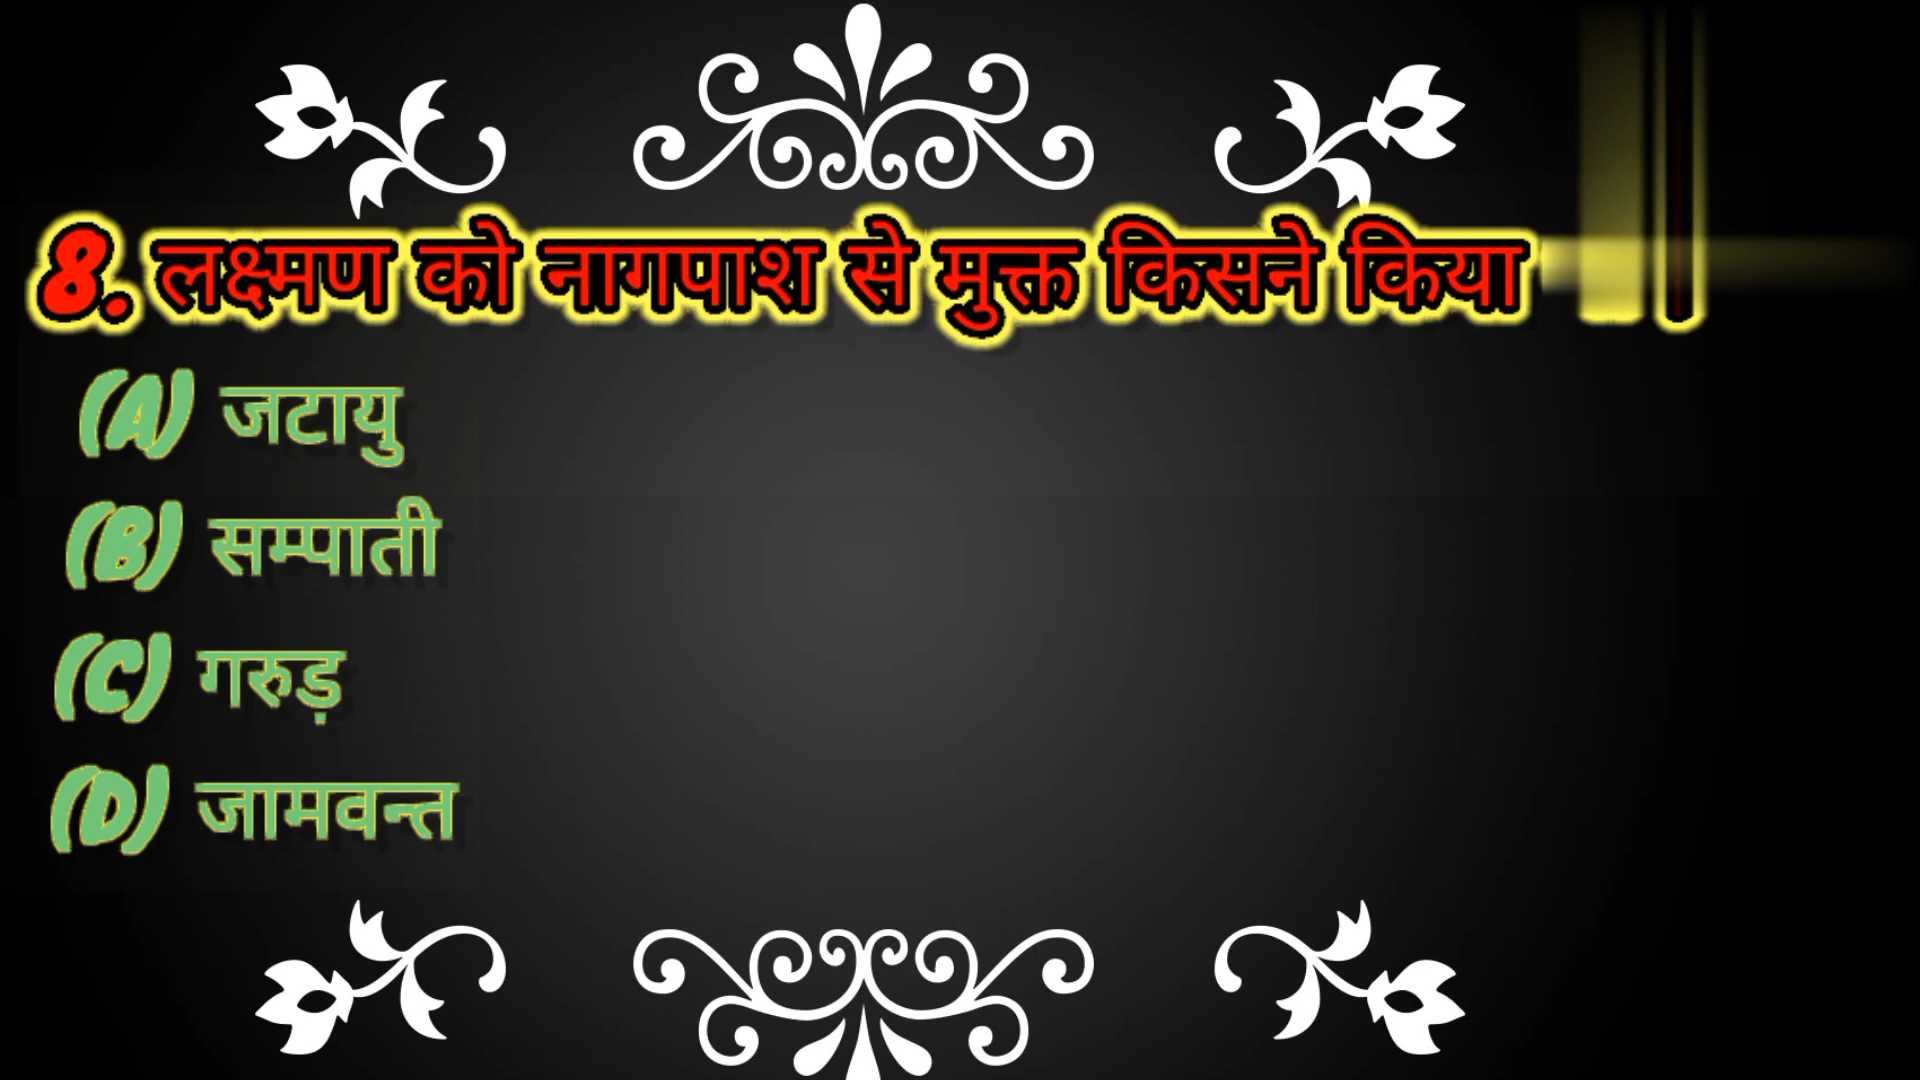 8. लक्ष्मण को नागपाश से मुक्त किसने किया
(A) जटायु
(B) सम्पाती
(C) गरुड़
(D) जामवन्त